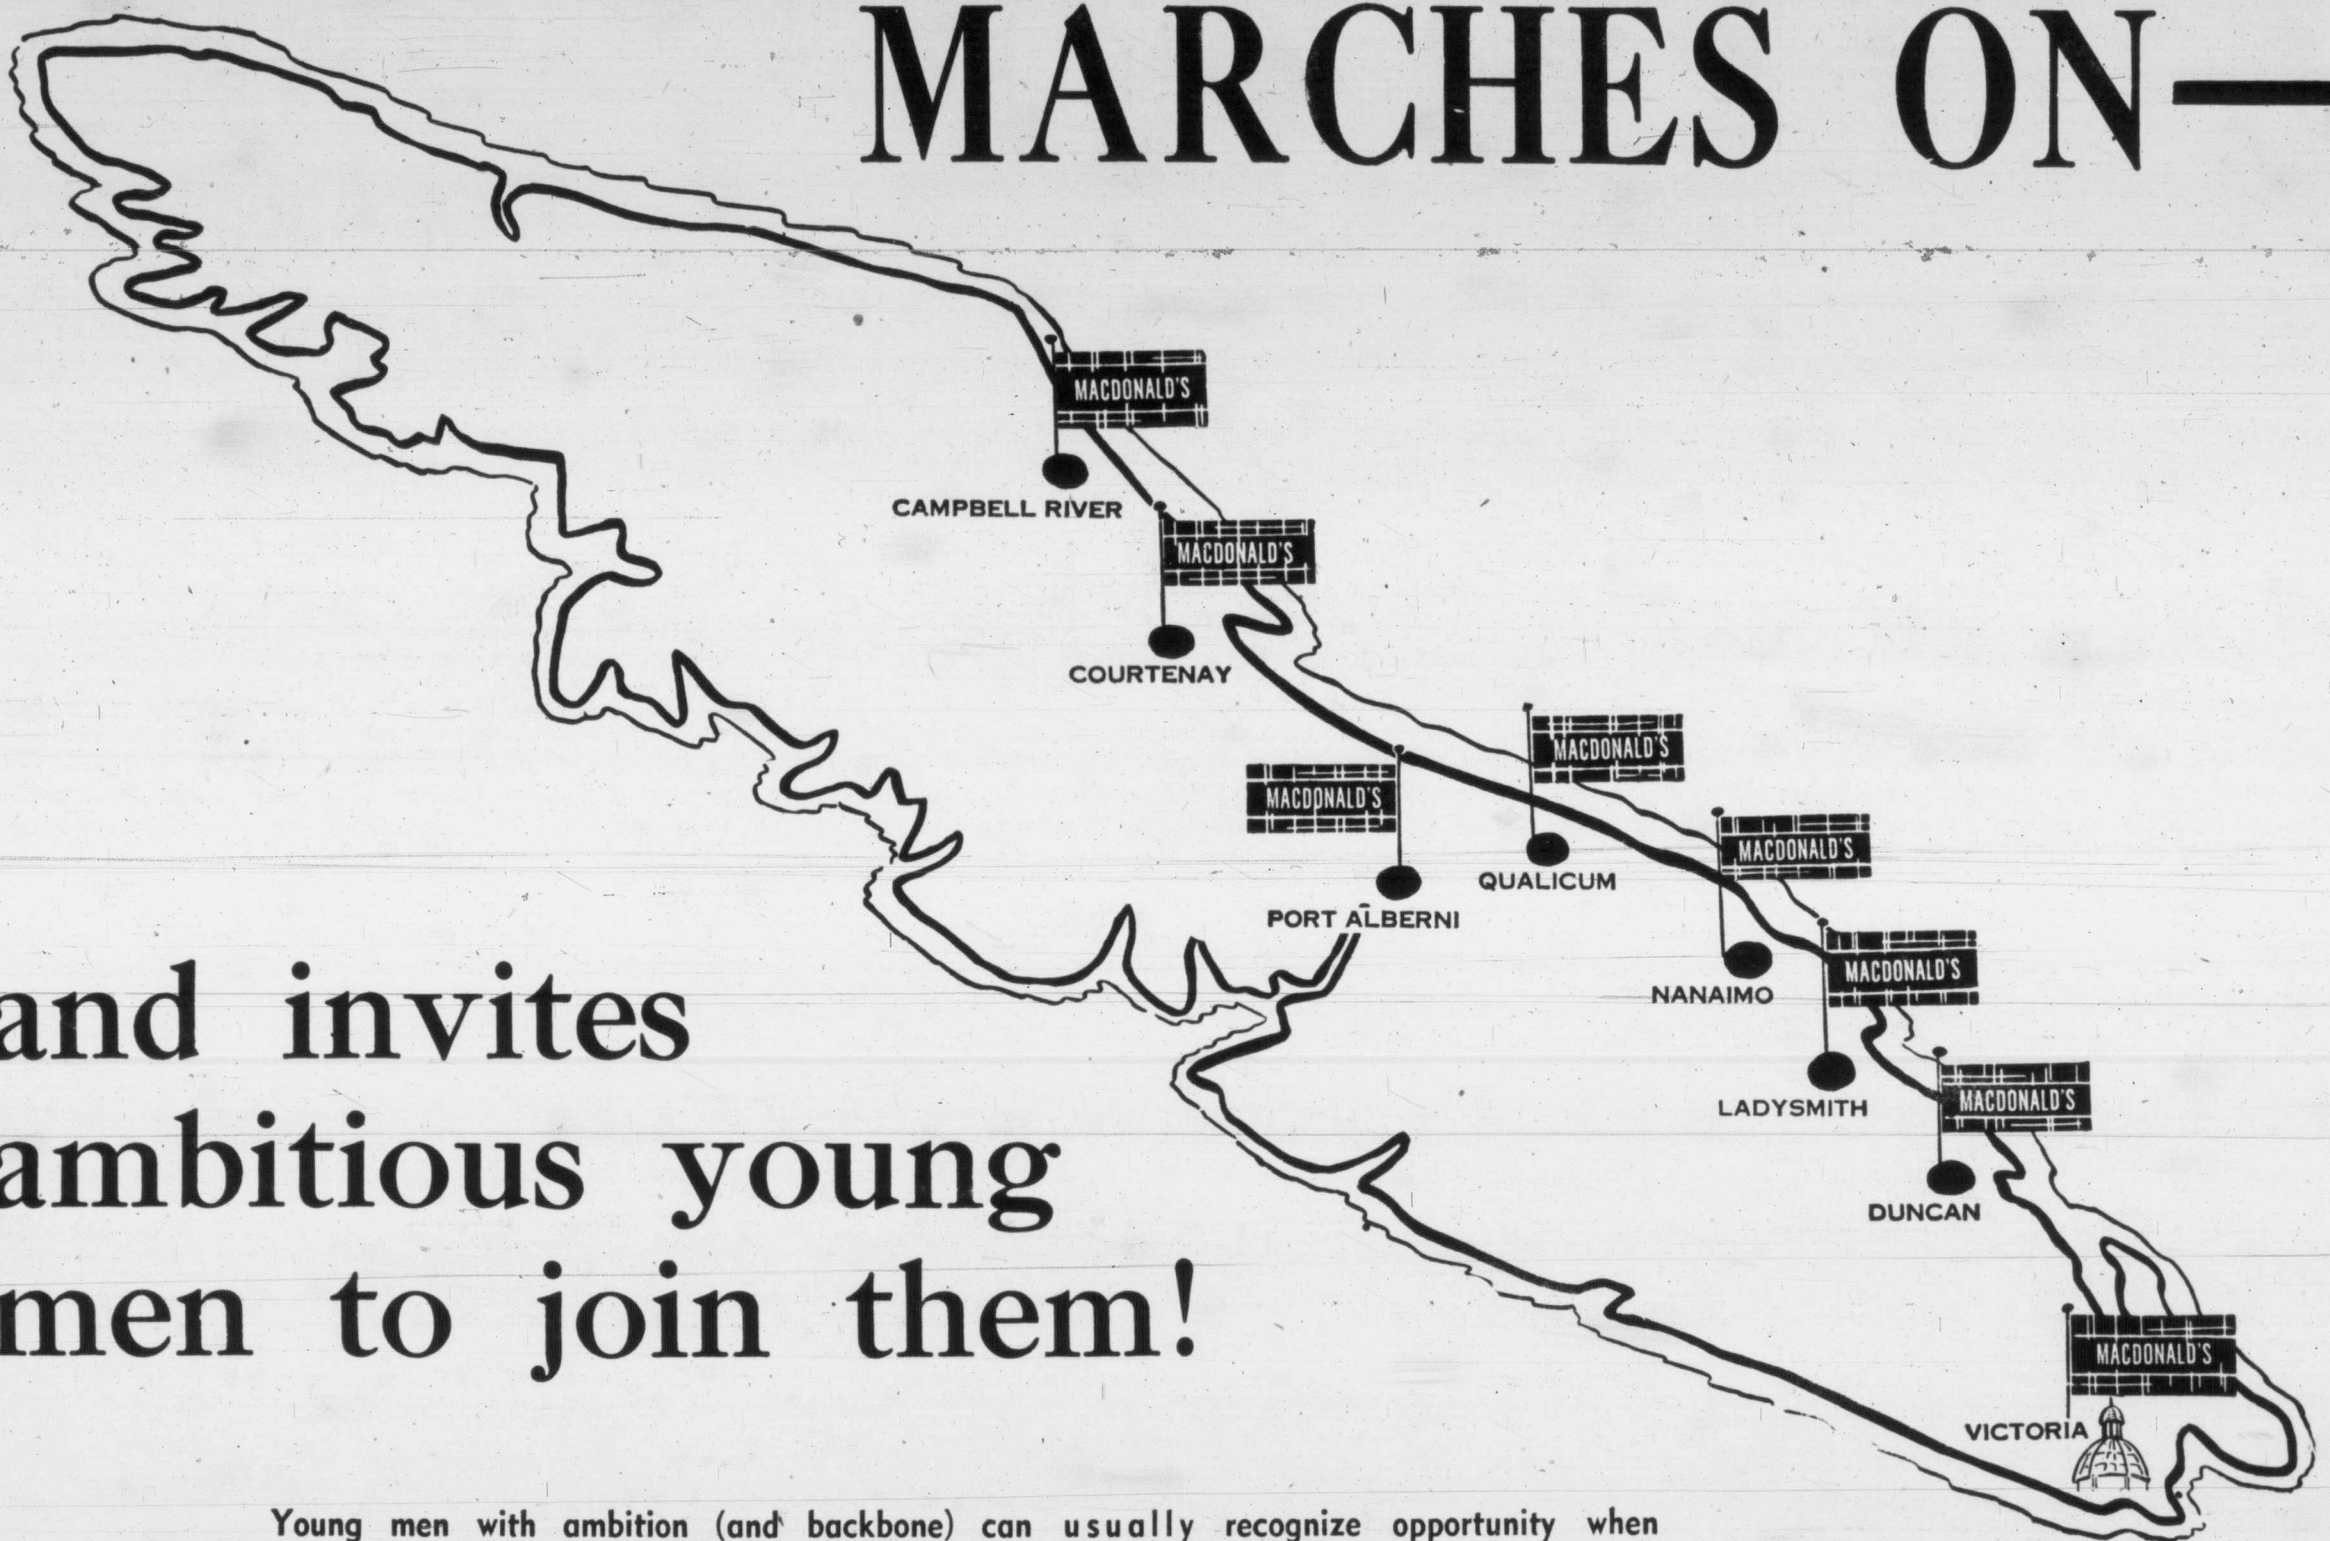 MARCHES ON—
MACDONALD'S
CAMPBELL RIVER
MACDONALD'S
COURTENAY
MACDONALD'S
QUALICUM
MACDONALD'S
PORT ALBERNI
MACDONALD'S
NANAIMO
MACDONALD'S
LADYSMITH
MACDONALD'S
DUNCAN
MACDONALD'S
VICTORIA
and invites
ambitious young
men to join them!
Young men with ambition (and backbone) can usually recognize opportunity when